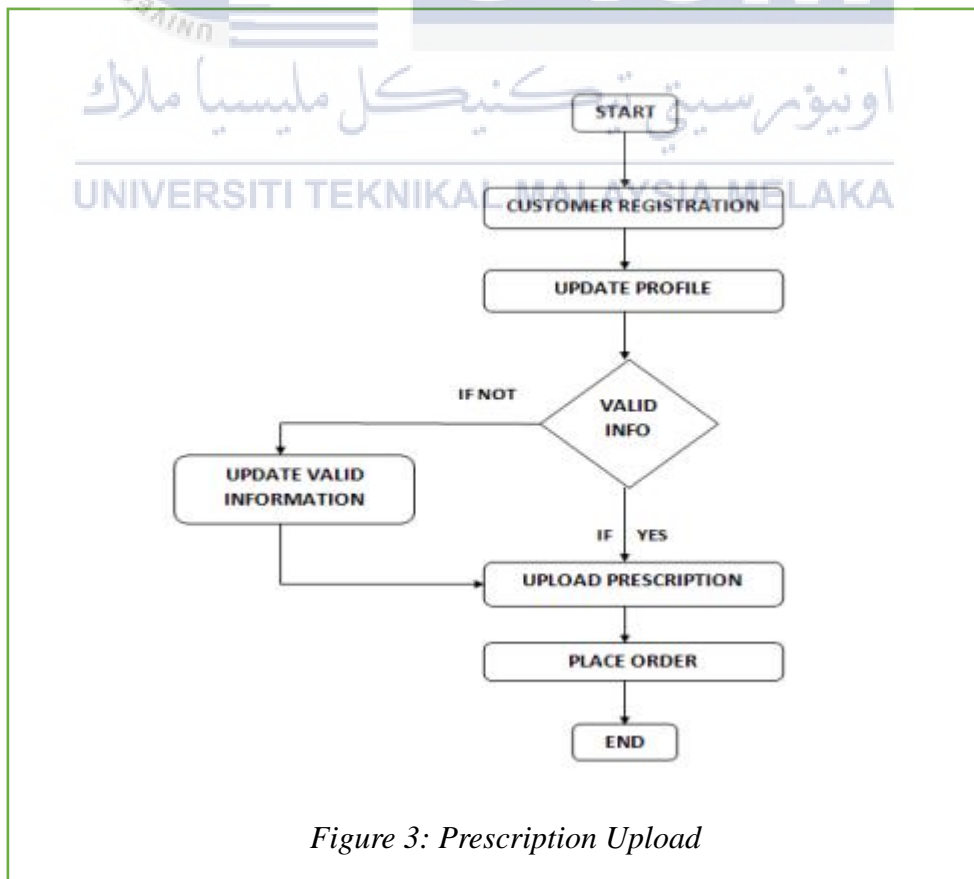 اونيۏرسيتي تيكنيكل مليسيا ملاك
UNIVERSITI TEKNIKAL MALAYSIA MELAKA
START
CUSTOMER REGISTRATION
UPDATE PROFILE
IF NOT
VALID
INFO
UPDATE VALID
INFORMATION
IF YES
UPLOAD PRESCRIPTION
PLACE ORDER
END
Figure 3: Prescription Upload